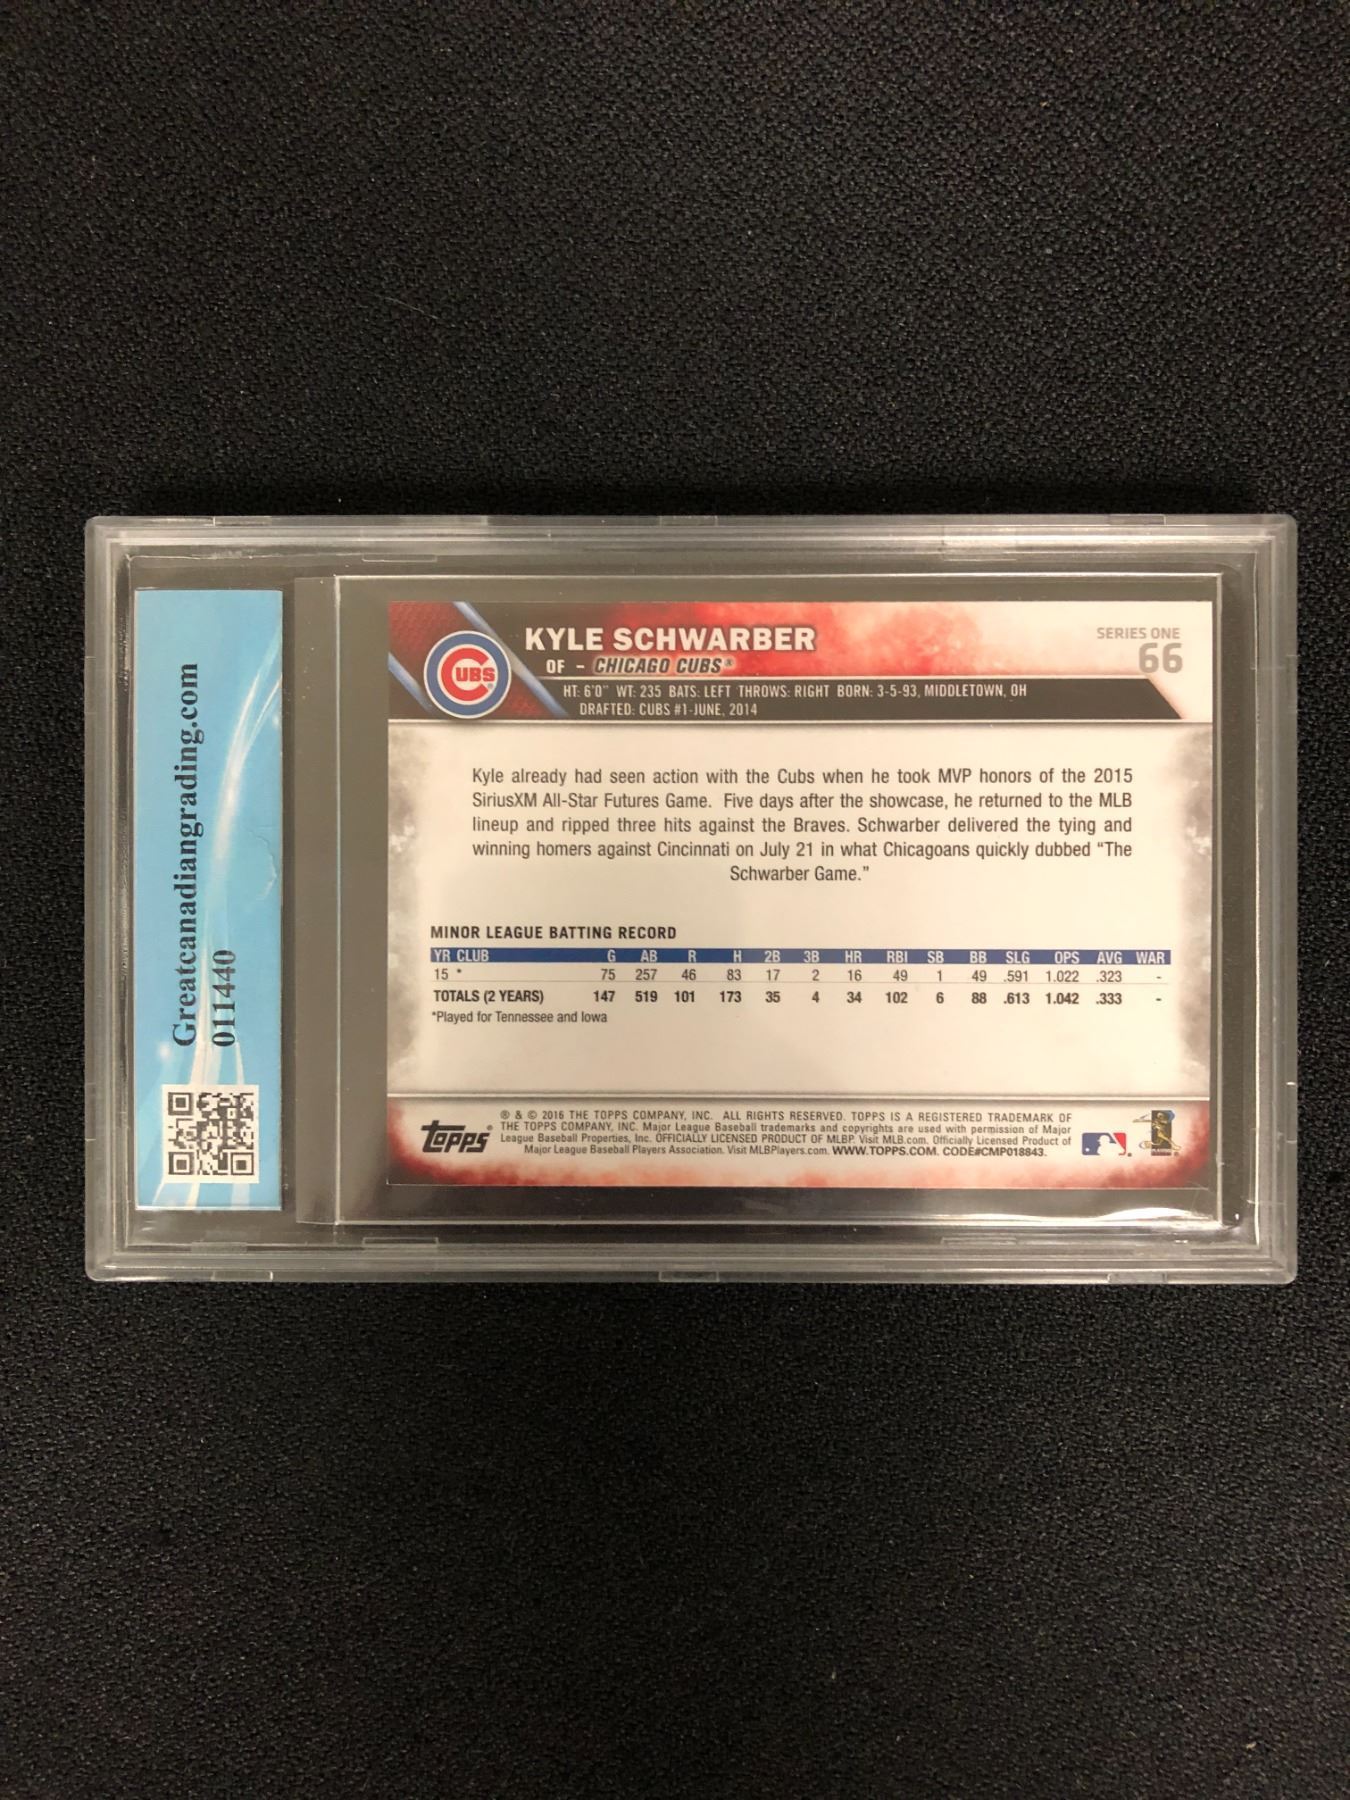 Greatcanadiangrading.com
011440
CUBS
KYLE SCHWARBER
OF - CHICAGO CUBS®
SERIES ONE
66
HT: 6'0" WT: 235 BATS: LEFT THROWS: RIGHT BORN: 3-5-93, MIDDLETOWN, OH
DRAFTED: CUBS #1-JUNE, 2014
Kyle already had seen action with the Cubs when he took MVP honors of the 2015
SiriusXM All-Star Futures Game. Five days after the showcase, he returned to the MLB
lineup and ripped three hits against the Braves. Schwarber delivered the tying and
winning homers against Cincinnati on July 21 in what Chicagoans quickly dubbed “The
Schwarber Game.”
MINOR LEAGUE BATTING RECORD
YR CLUB G AB R H 2B 3B HR RBI SB BB SLG OPS AVG WAR
15 * 75 257 46 83 17 2 16 49 1 49 .591 1.022 .323 -
TOTALS (2 YEARS) 147 519 101 173 35 4 34 102 6 88 .613 1.042 .333 -
*Played for Tennessee and Iowa
topps®
® & © 2016 THE TOPPS COMPANY, INC. ALL RIGHTS RESERVED. TOPPS IS A REGISTERED TRADEMARK OF
THE TOPPS COMPANY, INC. Major League Baseball trademarks and copyrights are used with permission of Major
League Baseball Properties, Inc. OFFICIALLY LICENSED PRODUCT OF MLBP. Visit MLB.com. Officially Licensed Product of
Major League Baseball Players Association. Visit MLBPlayers.com. WWW.TOPPS.COM. CODE#CMP018843.